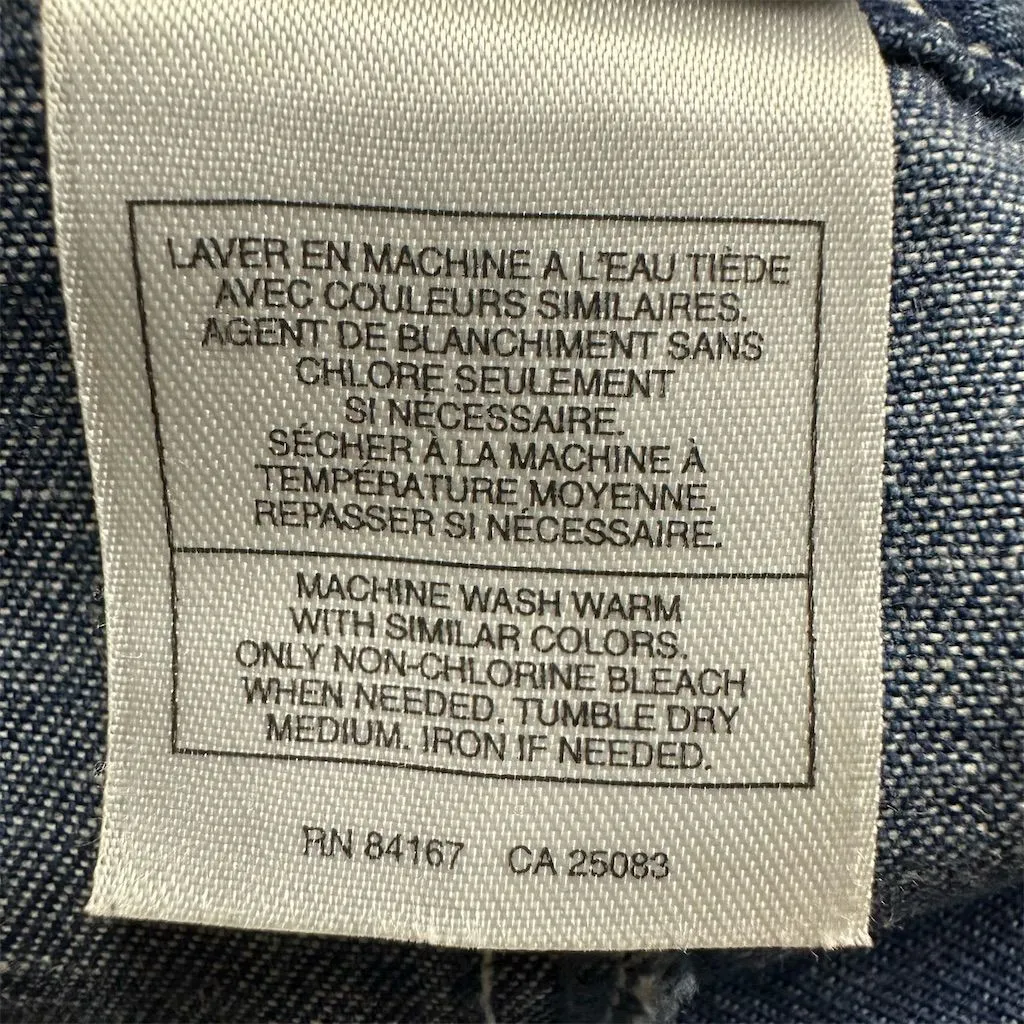 LAVER EN MACHINE A L'EAU TIÈDE
AVEC COULEURS SIMILAIRES.
AGENT DE BLANCHIMENT SANS
CHLORE SEULEMENT
SI NÉCESSAIRE.
SÉCHER À LA MACHINE À
TEMPÉRATURE MOYENNE.
REPASSER SI NÉCESSAIRE.
MACHINE WASH WARM
WITH SIMILAR COLORS.
ONLY NON-CHLORINE BLEACH
WHEN NEEDED. TUMBLE DRY
MEDIUM. IRON IF NEEDED.
RN 84167 CA 25083